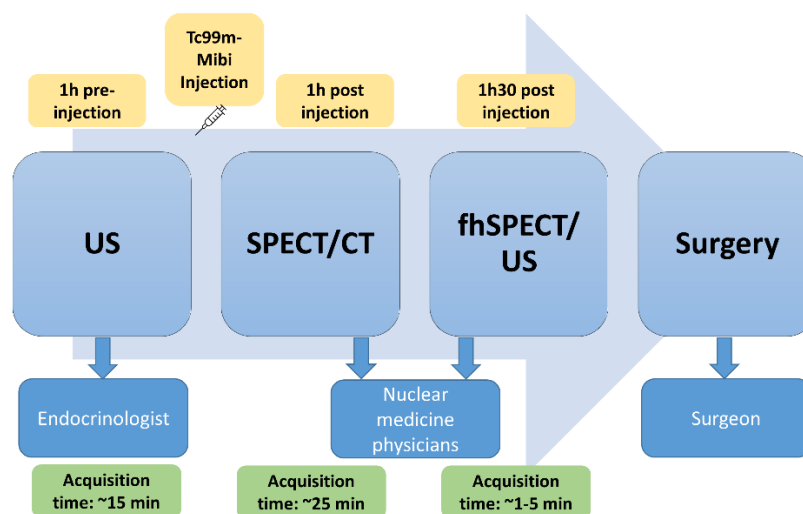 Tc99m-
Mibi
Injection
1h pre-
injection
1h post
injection
1h30 post
injection
US
SPECT/CT
fhSPECT/
US
Surgery
Endocrinologist
Nuclear
medicine
physicians
Surgeon
Acquisition
time: ~15 min
Acquisition
time: ~25 min
Acquisition
time: ~1-5 min